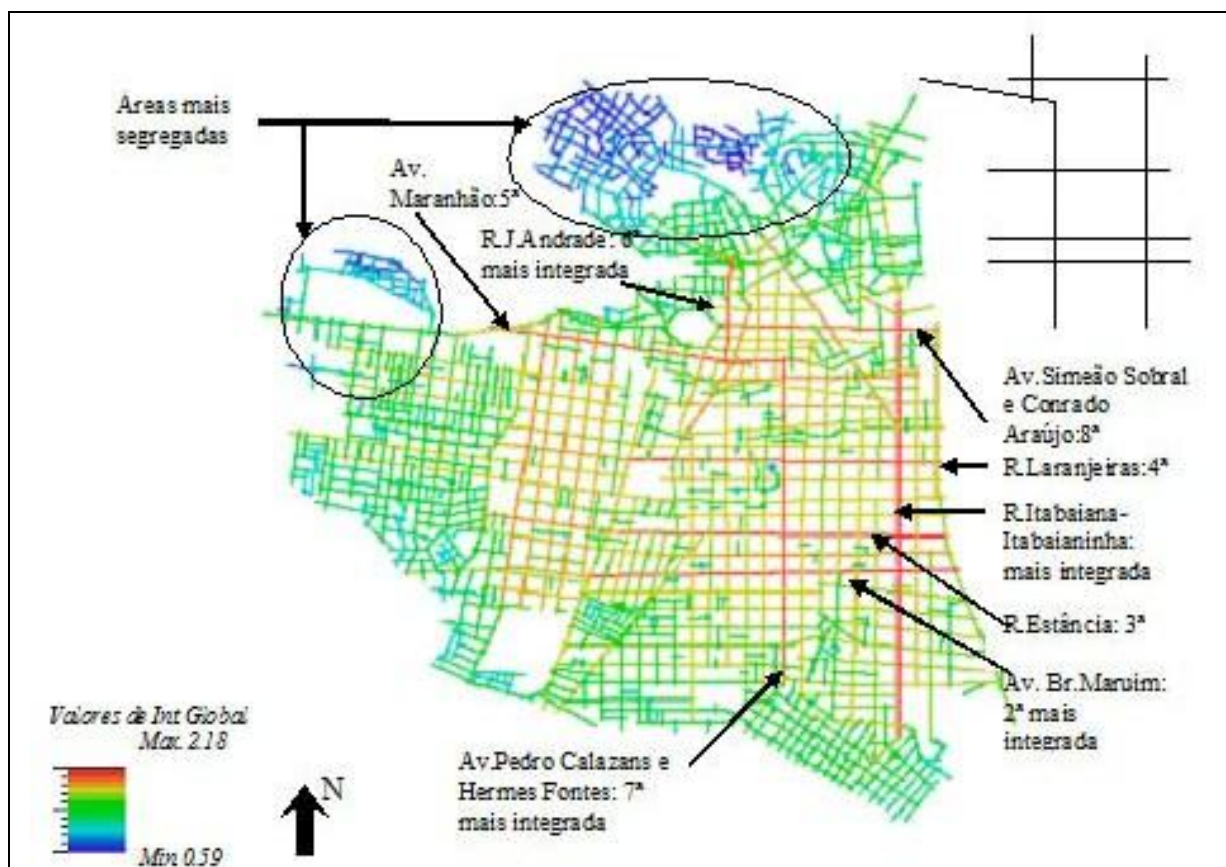 Areas mais
segregadas
Av.
Maranhão:5ª
R.J.Andrade: 6ª
mais integrada
Av.Simeão Sobral
e Conrado
Araújo:8ª
R.Laranjeiras:4ª
R.Itabaiana-
Itabaianinha:
mais integrada
R.Estância: 3ª
Av. Br.Maruim:
2ª mais
integrada
Av.Pedro Calazans e
Hermes Fontes: 7ª
mais integrada
Valores de Int Global
Max. 2.18
Min 0.59
N